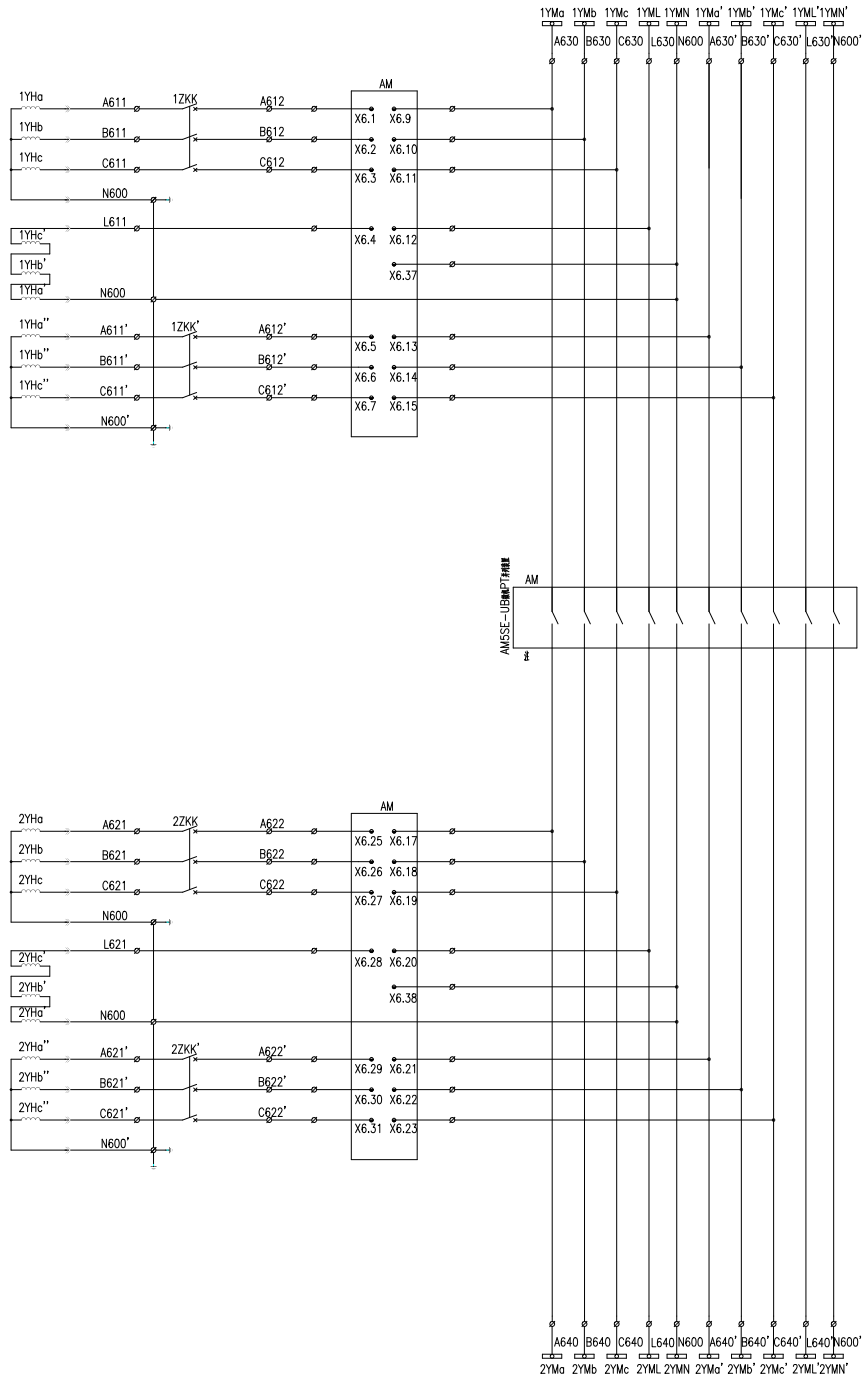 1YMa 1YMb 1YMc 1YML 1YMN 1YMa' 1YMb' 1YMc' 1YML' 1YMN'
A630 B630 C630 L630 N600 A630' B630' C630' L630' N600'
AM
1YHa A611 1ZKK A612 X6.1 X6.9
1YHb B611 B612 X6.2 X6.10
1YHc C611 C612 X6.3 X6.11
N600
L611 X6.4 X6.12
1YHc'
1YHb' X6.37
1YHa' N600
1YHa'' A611' 1ZKK' A612' X6.5 X6.13
1YHb'' B611' B612' X6.6 X6.14
1YHc'' C611' C612' X6.7 X6.15
N600'
AM
AM5SE-UB PT
AM
2YHa A621 2ZKK A622 X6.25 X6.17
2YHb B621 B622 X6.26 X6.18
2YHc C621 C622 X6.27 X6.19
N600
L621 X6.28 X6.20
2YHc'
2YHb' X6.38
2YHa' N600
2YHa'' A621' 2ZKK' A622' X6.29 X6.21
2YHb'' B621' B622' X6.30 X6.22
2YHc'' C621' C622' X6.31 X6.23
N600'
A640 B640 C640 L640 N600 A640' B640' C640' L640' N600'
2YMa 2YMb 2YMc 2YML 2YMN 2YMa' 2YMb' 2YMc' 2YML' 2YMN'